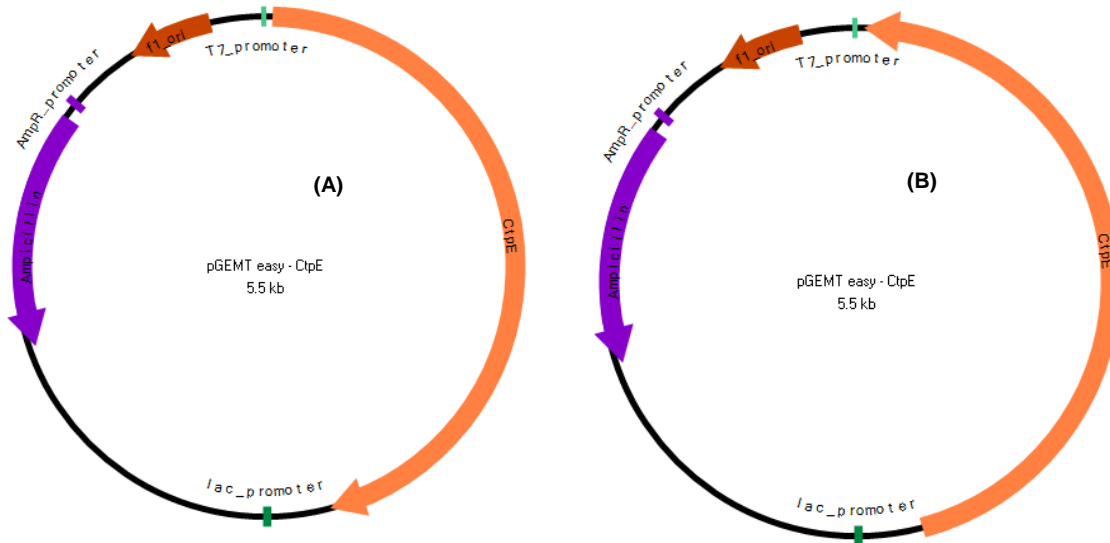 f1_ori
T7_promoter
AmpR_promoter
(A)
Ampicillin
CtpE
pGEMT easy - CtpE
5.5 kb
lac_promoter
f1_ori
T7_promoter
AmpR_promoter
(B)
Ampicillin
CtpE
pGEMT easy - CtpE
5.5 kb
lac_promoter